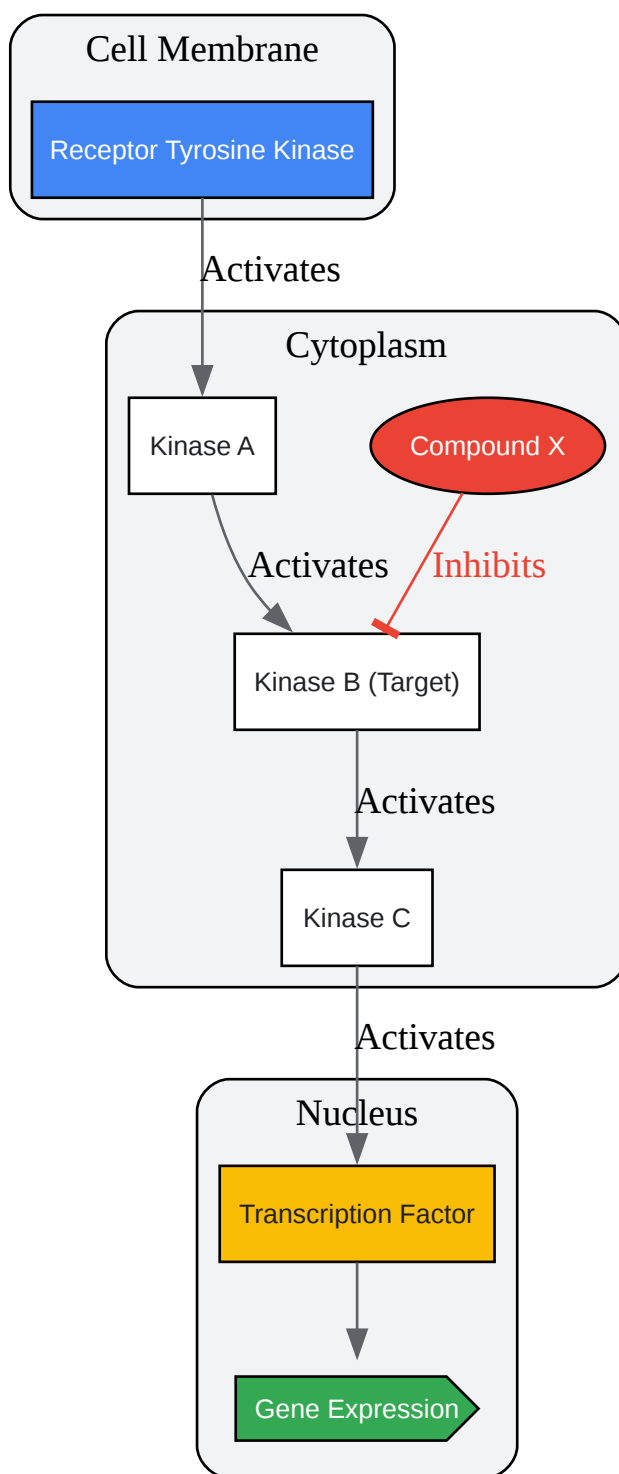 Cell Membrane
Receptor Tyrosine Kinase
Activates
Cytoplasm
Kinase A
Compound X
Activates
Inhibits
Kinase B (Target)
Activates
Kinase C
Activates
Nucleus
Transcription Factor
Gene Expression